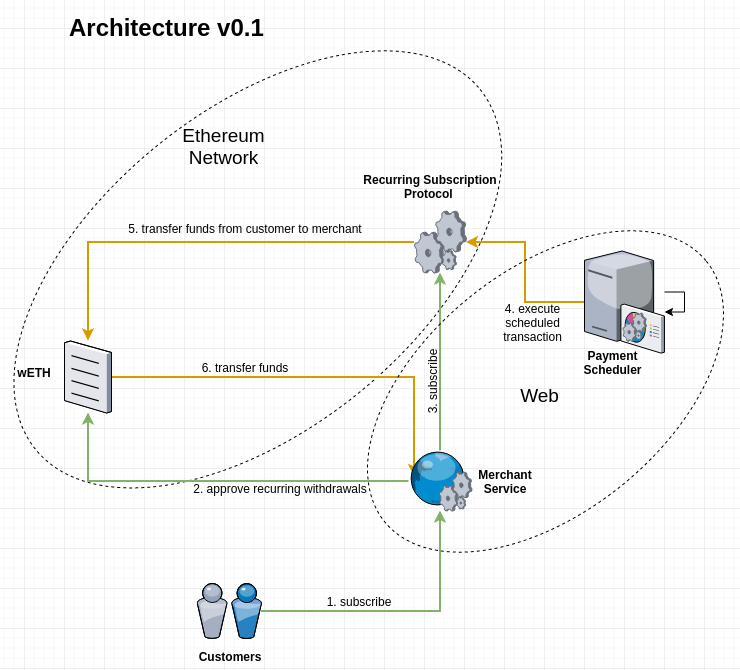 Architecture v0.1
Ethereum
Network
Recurring Subscription
Protocol
5. transfer funds from customer to merchant
4. execute
scheduled
transaction
Payment
Scheduler
wETH
6. transfer funds
3. subscribe
Web
Merchant
Service
2. approve recurring withdrawals
1. subscribe
Customers